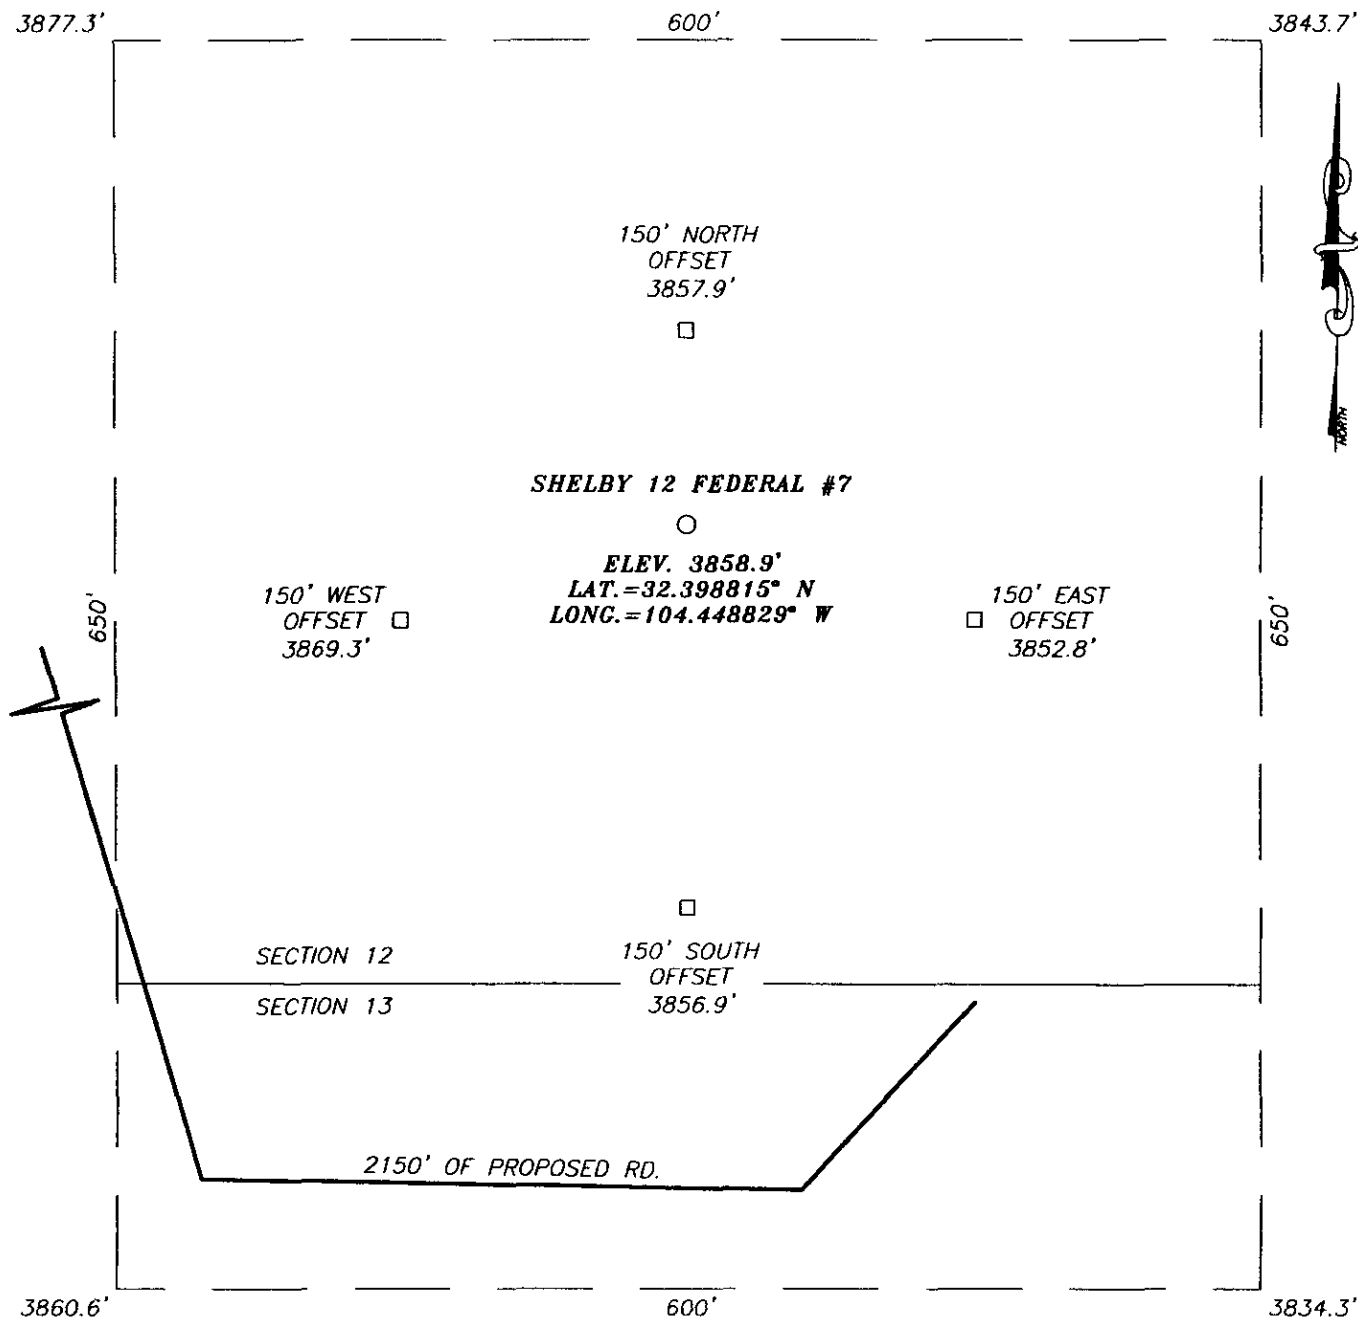 3877.3' 600' 3843.7'
150' NORTH
OFFSET
3857.9'
NORTH
SHELBY 12 FEDERAL #7
ELEV. 3858.9'
LAT.=32.398815° N
LONG.=104.448829° W
650'
150' WEST
OFFSET
3869.3'
150' EAST
OFFSET
3852.8'
650'
SECTION 12
SECTION 13
150' SOUTH
OFFSET
3856.9'
2150' OF PROPOSED RD.
3860.6' 600' 3834.3'